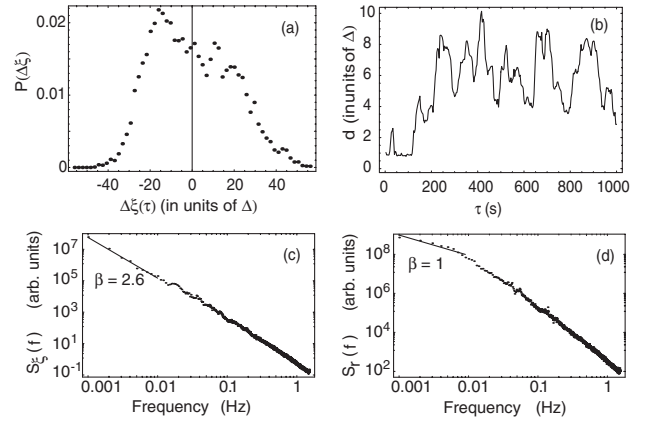 (a)
P(Δξ)
0.02
0.01
0
-40 -20 0 20 40
Δξ(τ) (in units of Δ)
(b)
d (in units of Δ)
10
8
6
4
2
0
0 200 400 600 800 1000
τ (s)
(c)
S_ξ (f) (arb. units)
10^7
10^5
10^3
10^1
10^-1
β = 2.6
0.001 0.01 0.1 1
Frequency (Hz)
(d)
S_r (f) (arb. units)
10^8
10^6
10^4
10^2
β = 1
0.001 0.01 0.1 1
Frequency (Hz)